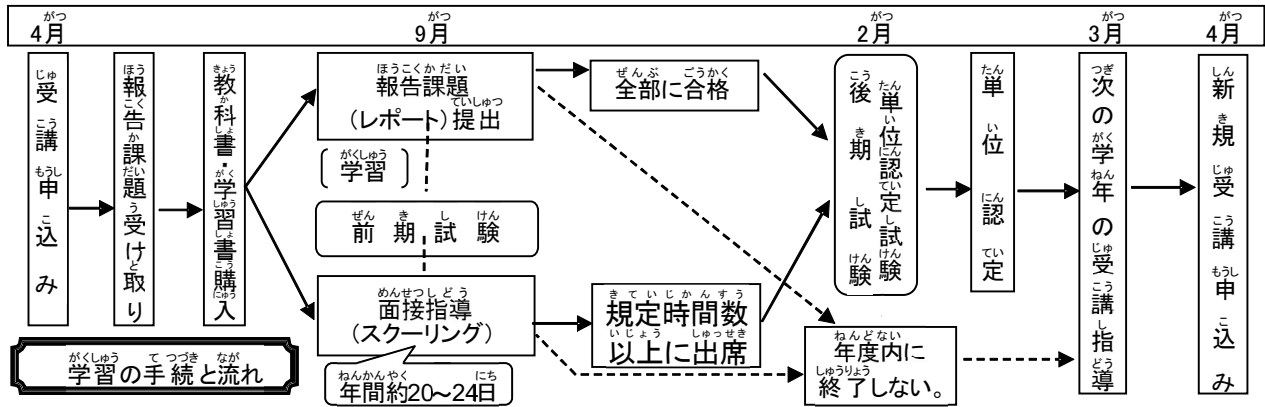 4月 9月 2月 3月 4月
受講申込み
報告課題受け取り
教科書・学習書購入
報告課題
(レポート)提出
〔学習〕
前期試験
面接指導
(スクーリング)
年間約20～24日
全部に合格
規定時間数
以上に出席
単位認定試験
後期試験
年度内に
終了しない。
単位認定
次の学年の受講指導
新規受講申込み
学習の手続と流れ